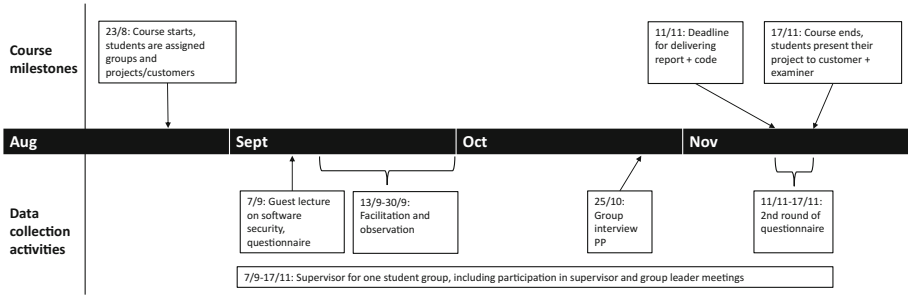 Course
milestones
23/8: Course starts,
students are assigned
groups and
projects/customers
11/11: Deadline
for delivering
report + code
17/11: Course ends,
students present their
project to customer +
examiner
Aug
Sept
Oct
Nov
Data
collection
activities
7/9: Guest lecture
on software
security,
questionnaire
13/9-30/9:
Facilitation and
observation
25/10:
Group
interview
PP
11/11-17/11:
2nd round of
questionnaire
7/9-17/11: Supervisor for one student group, including participation in supervisor and group leader meetings